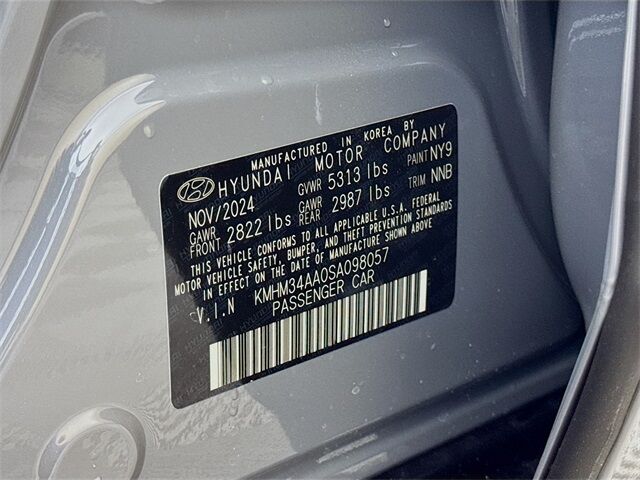 MANUFACTURED IN KOREA BY
HYUNDAI MOTOR COMPANY
NOV/2024 GVWR 5313 lbs PAINT NY9
GAWR FRONT 2822 lbs GAWR REAR 2987 lbs TRIM NNB
THIS VEHICLE CONFORMS TO ALL APPLICABLE U.S.A. FEDERAL
MOTOR VEHICLE SAFETY, BUMPER, AND THEFT PREVENTION STANDARDS
IN EFFECT ON THE DATE OF MANUFACTURE SHOWN ABOVE.
V.I.N KMHM34AA0SA098057
PASSENGER CAR